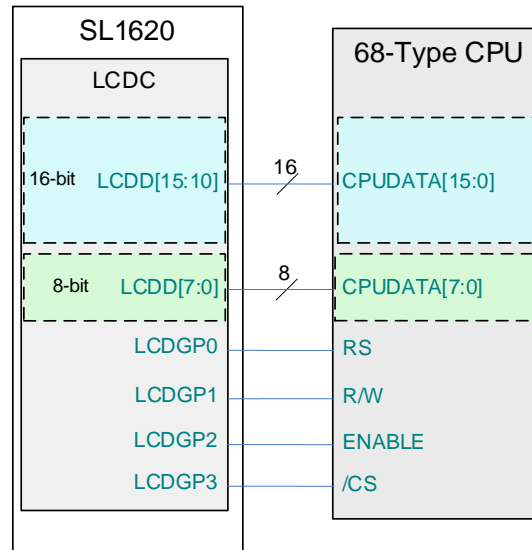 SL1620
LCDC
16-bit LCDD[15:10]
8-bit LCDD[7:0]
LCDGP0
LCDGP1
LCDGP2
LCDGP3
16
8
68-Type CPU
CPUDATA[15:0]
CPUDATA[7:0]
RS
R/W
ENABLE
/CS